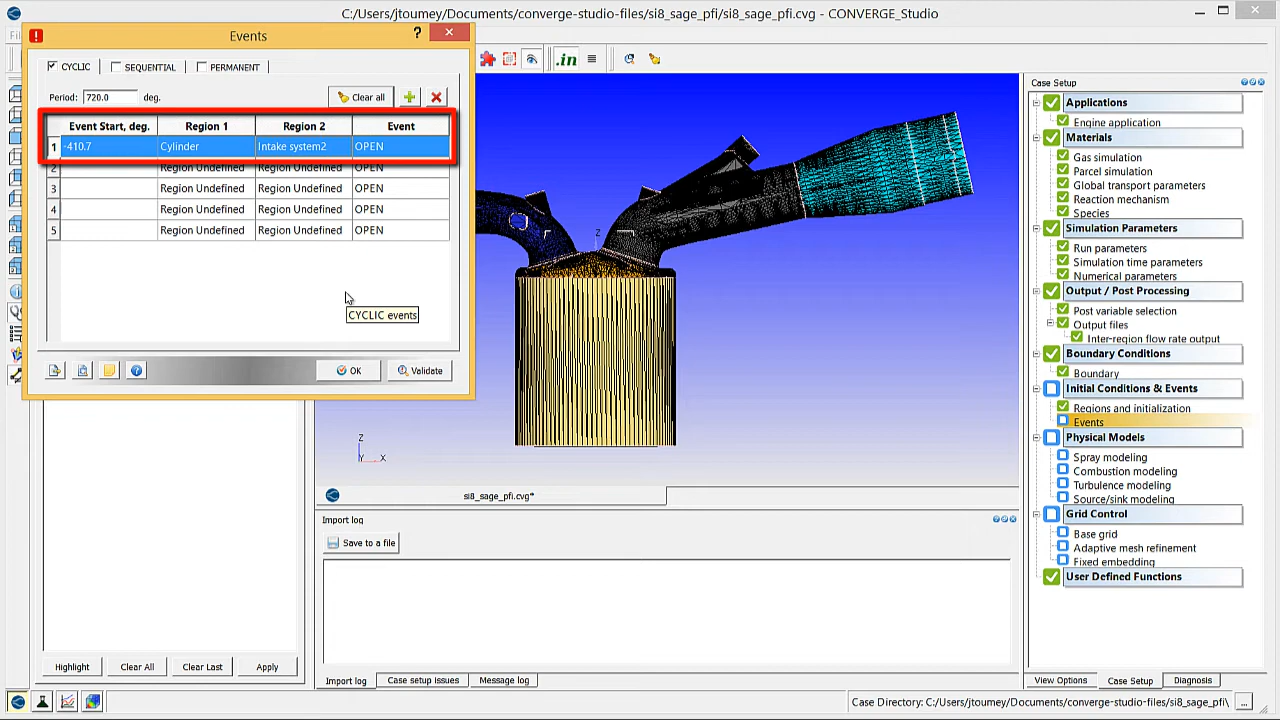 C:/Users/jtoumey/Documents/converge-studio-files/si8_sage_pfi/si8_sage_pfi.cvg - CONVERGE_Studio
Events
?
CYCLIC
SEQUENTIAL
PERMANENT
Period: 720.0 deg.
Clear all
Event Start, deg. Region 1 Region 2 Event
1 -410.7 Cylinder Intake system2 OPEN
2 Region Undefined Region Undefined OPEN
3 Region Undefined Region Undefined OPEN
4 Region Undefined Region Undefined OPEN
5 Region Undefined Region Undefined OPEN
CYCLIC events
OK
Validate
.in
Z
Z
Y X
si8_sage_pfi.cvg*
Import log
Save to a file
Highlight
Clear All
Clear Last
Apply
Import log
Case setup issues
Message log
Case Setup
Applications
Engine application
Materials
Gas simulation
Parcel simulation
Global transport parameters
Reaction mechanism
Species
Simulation Parameters
Run parameters
Simulation time parameters
Numerical parameters
Output / Post Processing
Post variable selection
Output files
Inter-region flow rate output
Boundary Conditions
Boundary
Initial Conditions & Events
Regions and initialization
Events
Physical Models
Spray modeling
Combustion modeling
Turbulence modeling
Source/sink modeling
Grid Control
Base grid
Adaptive mesh refinement
Fixed embedding
User Defined Functions
View Options
Case Setup
Diagnosis
Case Directory: C:/Users/jtoumey/Documents/converge-studio-files/si8_sage_pfi\
...